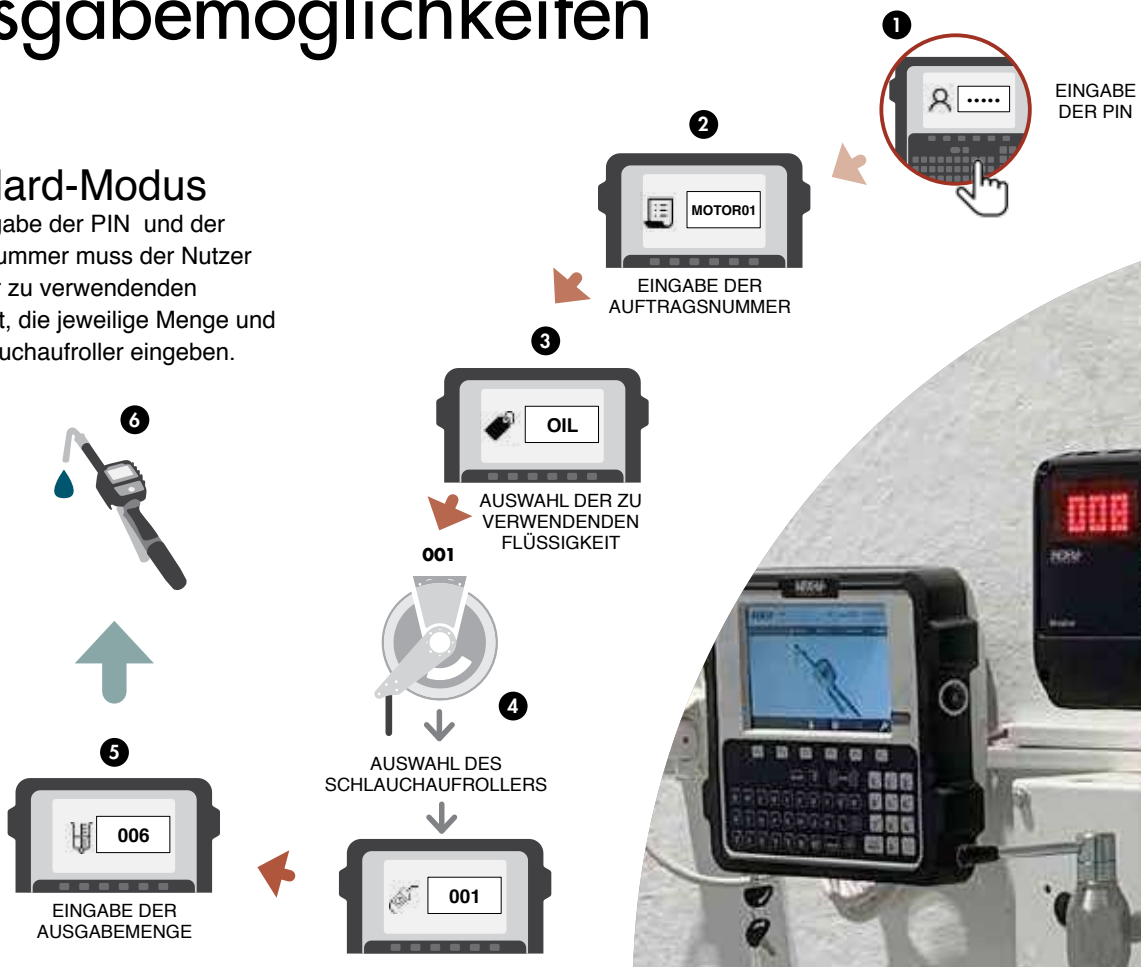 sgabemöglichkeiten
1
EINGABE
DER PIN
2
MOTOR01
EINGABE DER
AUFTRAGSNUMMER
lard-Modus
gabe der PIN und der
ummer muss der Nutzer
r zu verwendenden
t, die jeweilige Menge und
uchaufroller eingeben.
3
OIL
AUSWAHL DER ZU
VERWENDENDEN
FLÜSSIGKEIT
001
4
AUSWAHL DES
SCHLAUCHAUFROLLERS
001
5
006
EINGABE DER
AUSGABEMENGE
6
008